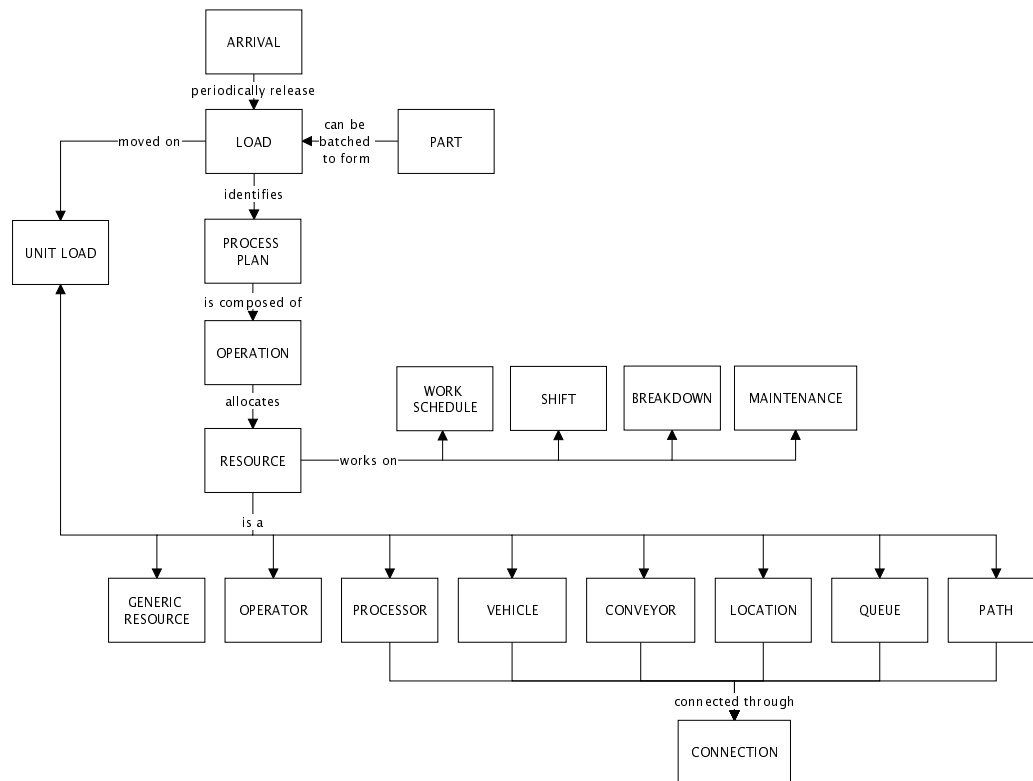 ARRIVAL
periodically release
LOAD
moved on
can be
batched
to form
PART
identifies
UNIT LOAD
PROCESS
PLAN
is composed of
OPERATION
allocates
WORK
SCHEDULE
SHIFT
BREAKDOWN
MAINTENANCE
RESOURCE
works on
is a
GENERIC
RESOURCE
OPERATOR
PROCESSOR
VEHICLE
CONVEYOR
LOCATION
QUEUE
PATH
connected through
CONNECTION